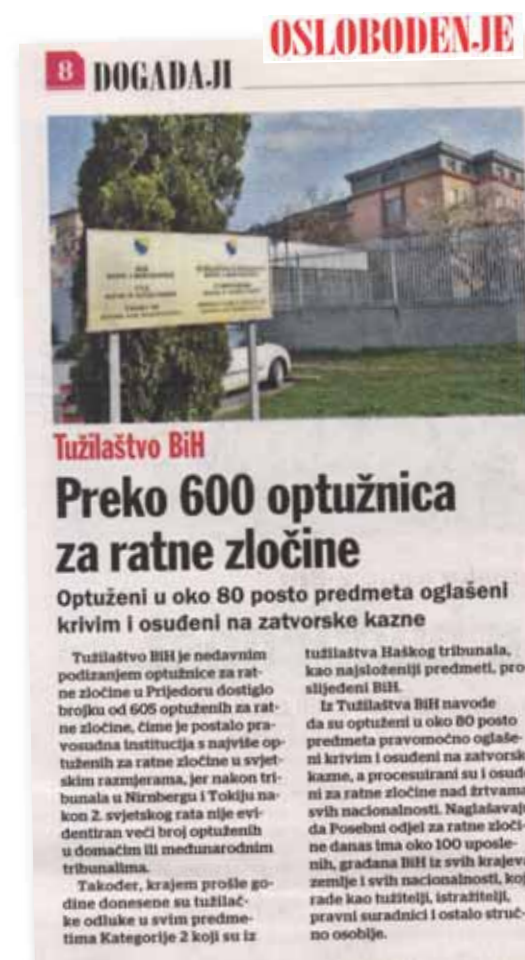 OSLOBOĐENJE
8 DOGAĐAJI
Tužilaštvo BiH
Preko 600 optužnica
za ratne zločine
Optuženi u oko 80 posto predmeta oglašeni
krivim i osuđeni na zatvorske kazne
Tužilaštvo BiH je nedavnim
podizanjem optužnice za rat-
ne zločine u Prijedoru dostiglo
brojku od 605 optuženih za rat-
ne zločine, čime je postalo pra-
vosudna institucija s najviše op-
tuženih za ratne zločine u svjet-
skim razmjerama, jer nakon tri-
bunala u Nirnbergu i Tokiju na-
kon 2. svjetskog rata nije evi-
dentiran veći broj optuženih
u domaćim ili međunarodnim
tribunalima.
Također, krajem prošle go-
dine donesene su tužilač-
ke odluke u svim predme-
tima Kategorije 2 koji su iz
tužilaštva Haškog tribunala,
kao najsloženiji predmeti, pro
slijeđeni BiH.
Iz Tužilaštva BiH navode
da su optuženi u oko 80 posto
predmeta pravomoćno oglaše-
ni krivim i osuđeni na zatvorsk
kazne, a procesuirani su i osuđe
ni za ratne zločine nad žrtvama
svih nacionalnosti. Naglašavaju
da Posebni odjel za ratne zloči-
ne danas ima oko 100 uposle-
nih, građana BiH iz svih krajeva
zemlje i svih nacionalnosti, koj
rade kao tužitelji, istražitelji,
pravni suradnici i ostalo struč-
no osoblje.